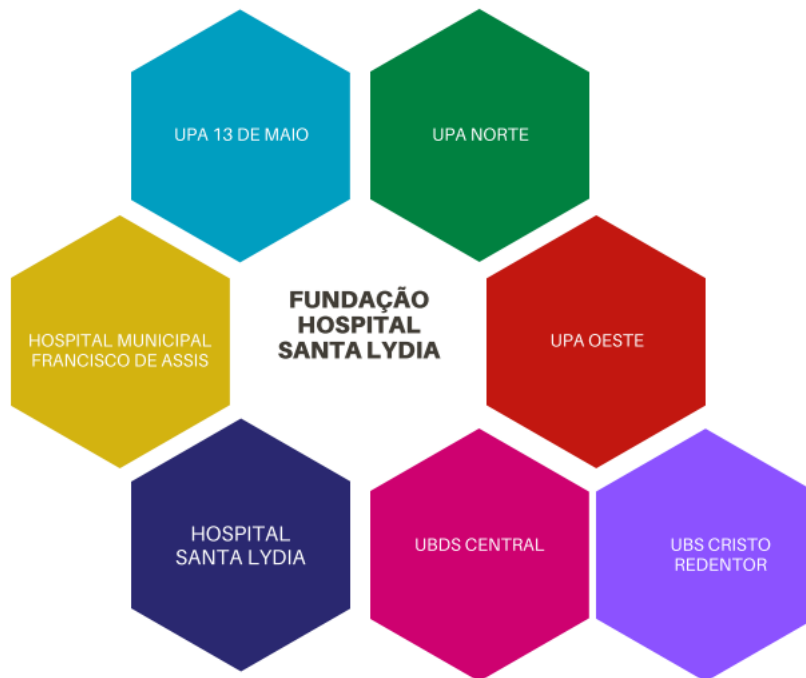 UPA 13 DE MAIO
UPA NORTE
FUNDAÇÃO
HOSPITAL
SANTA LYDIA
HOSPITAL MUNICIPAL
FRANCISCO DE ASSIS
UPA OESTE
HOSPITAL
SANTA LYDIA
UBDS CENTRAL
UBS CRISTO
REDENTOR